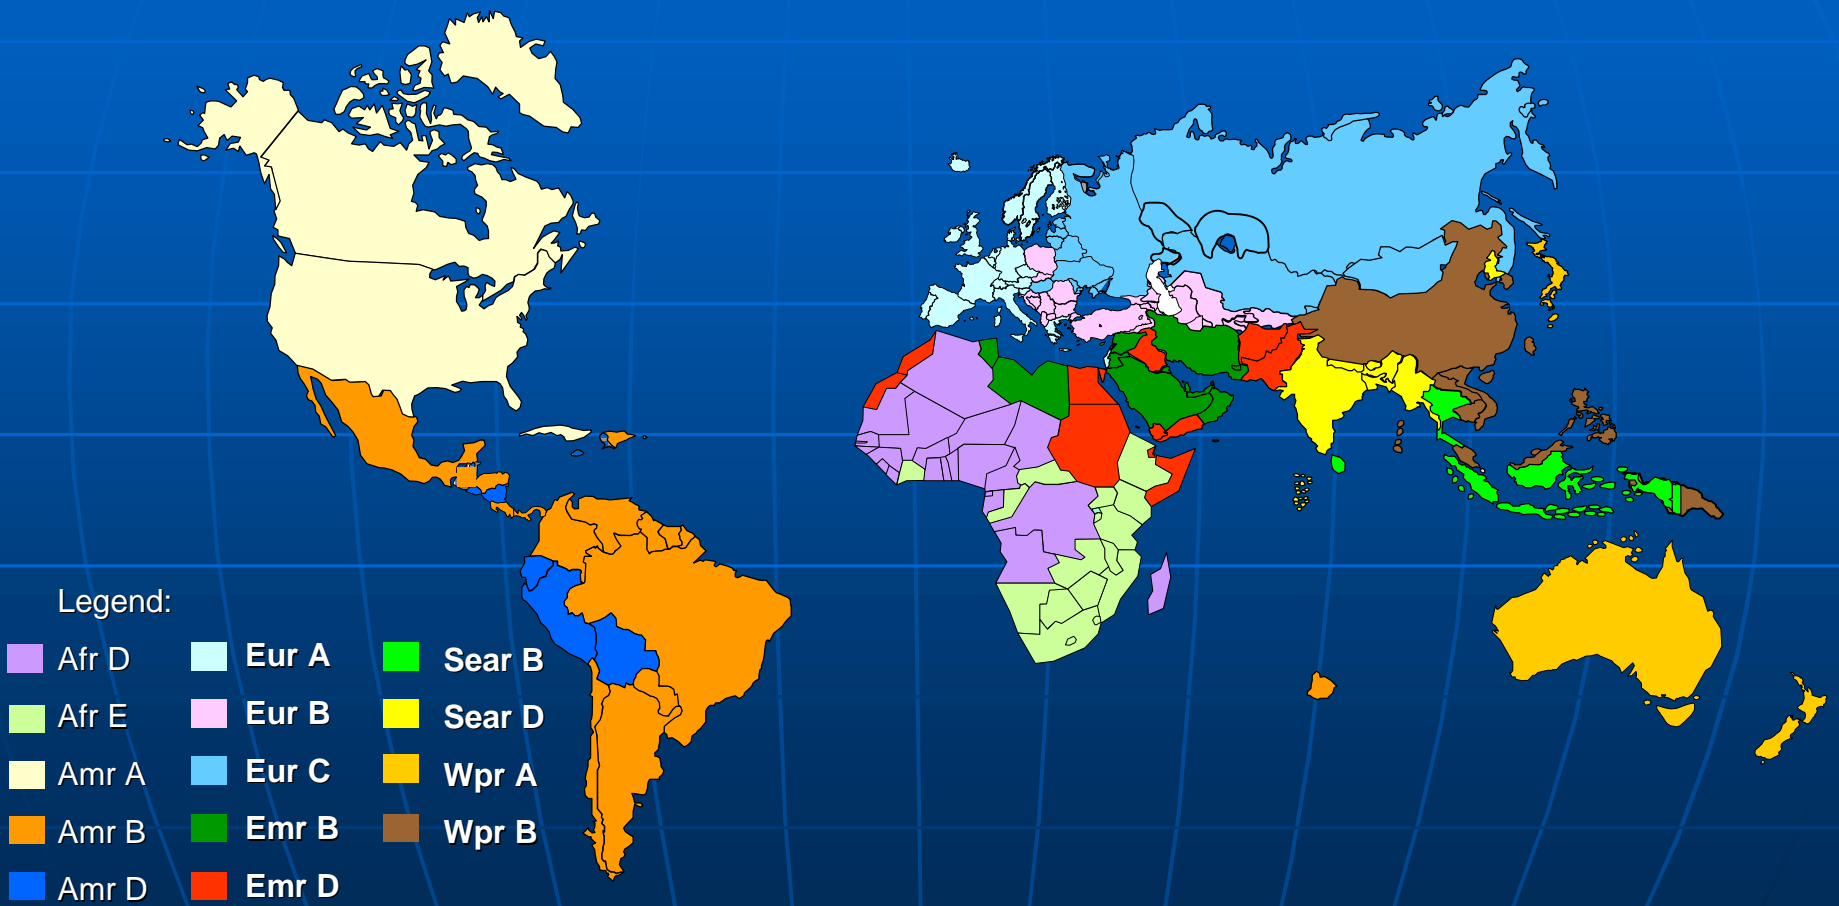 Legend:
Afr D
Afr E
Amr A
Amr B
Amr D
Eur A
Eur B
Eur C
Emr B
Emr D
Sear B
Sear D
Wpr A
Wpr B